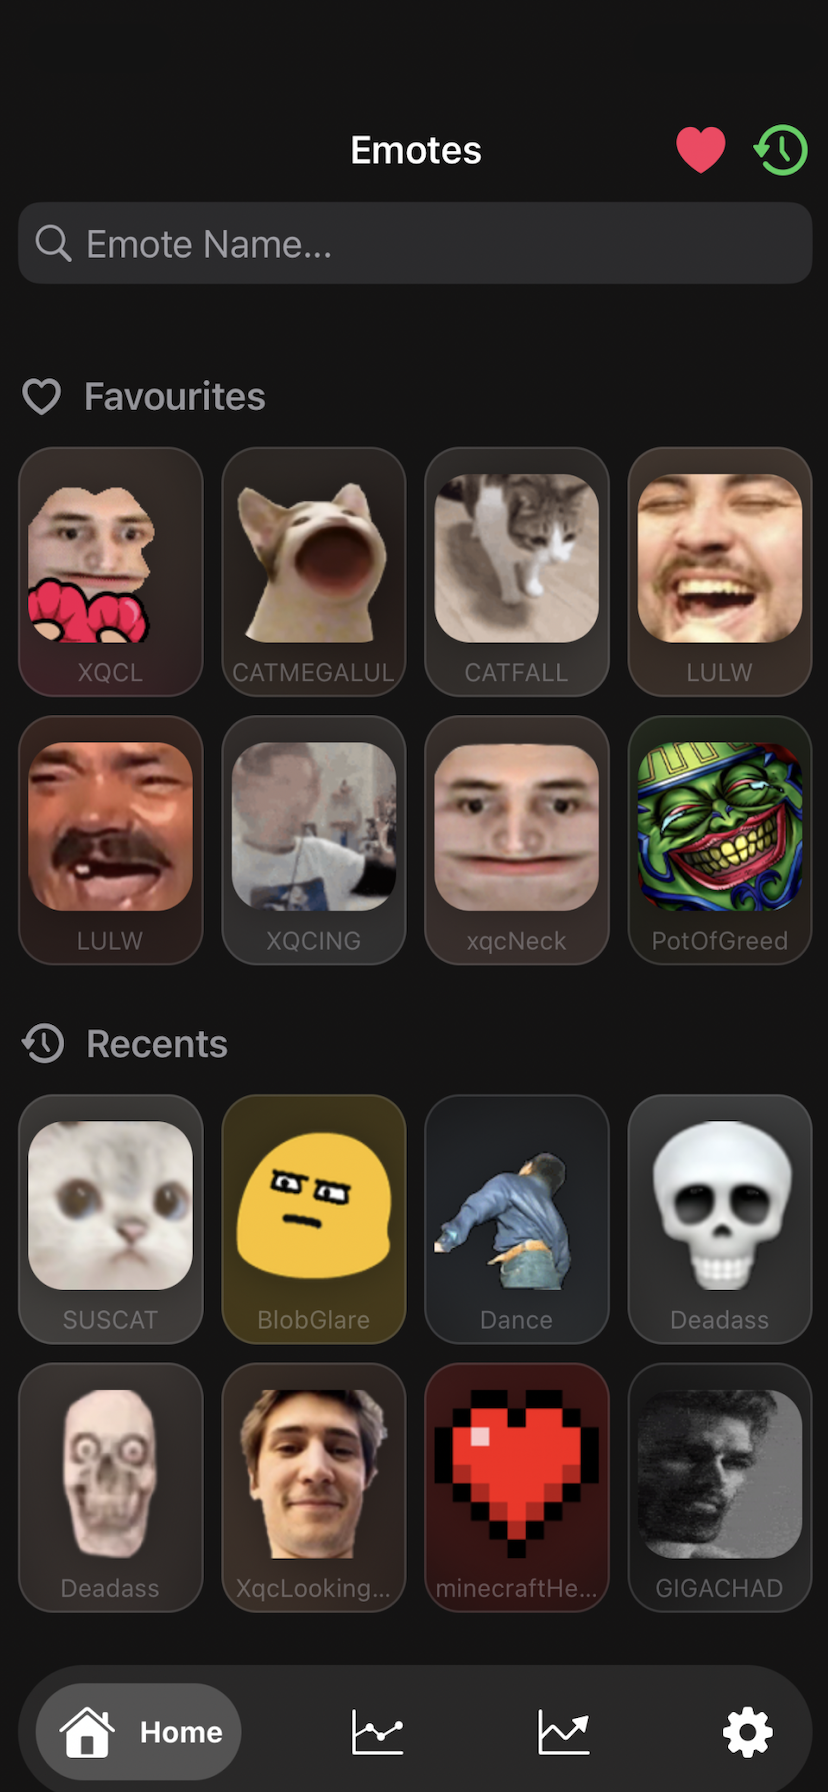 Emotes
Emote Name...
Favourites
XQCL
CATMEGALUL
CATFALL
LULW
LULW
XQCING
xqcNeck
PotOfGreed
Recents
SUSCAT
BlobGlare
Dance
Deadass
Deadass
XqcLooking...
minecraftHe...
GIGACHAD
Home